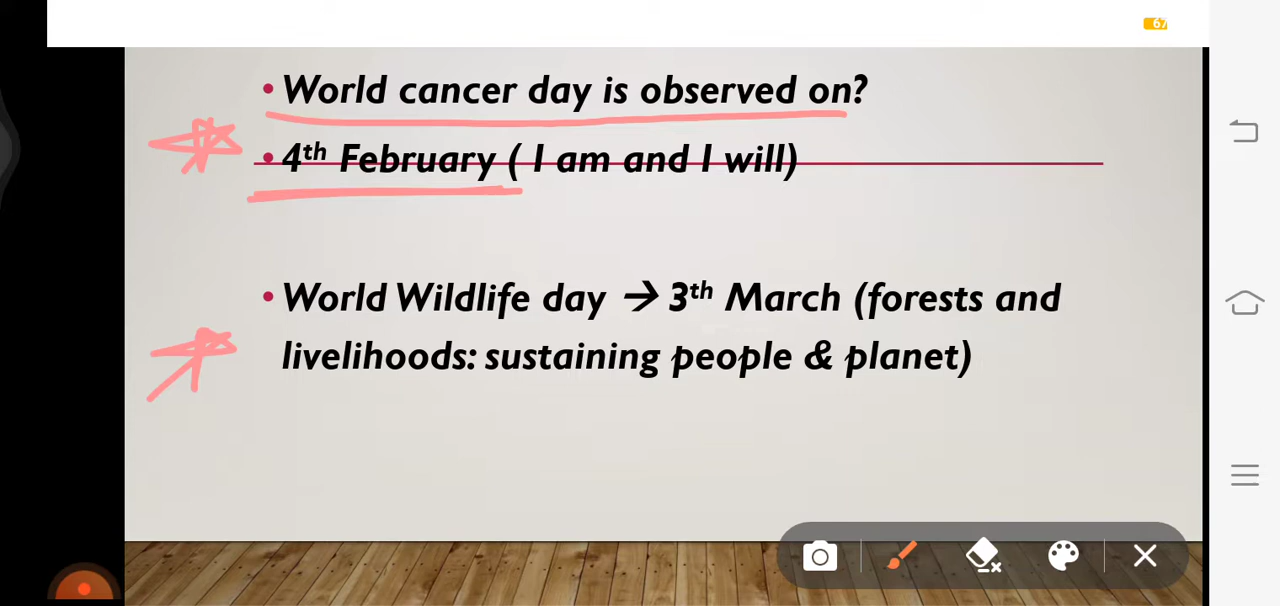 67
• World cancer day is observed on?
• 4th February ( I am and I will)
• World Wildlife day → 3th March (forests and
livelihoods: sustaining people & planet)